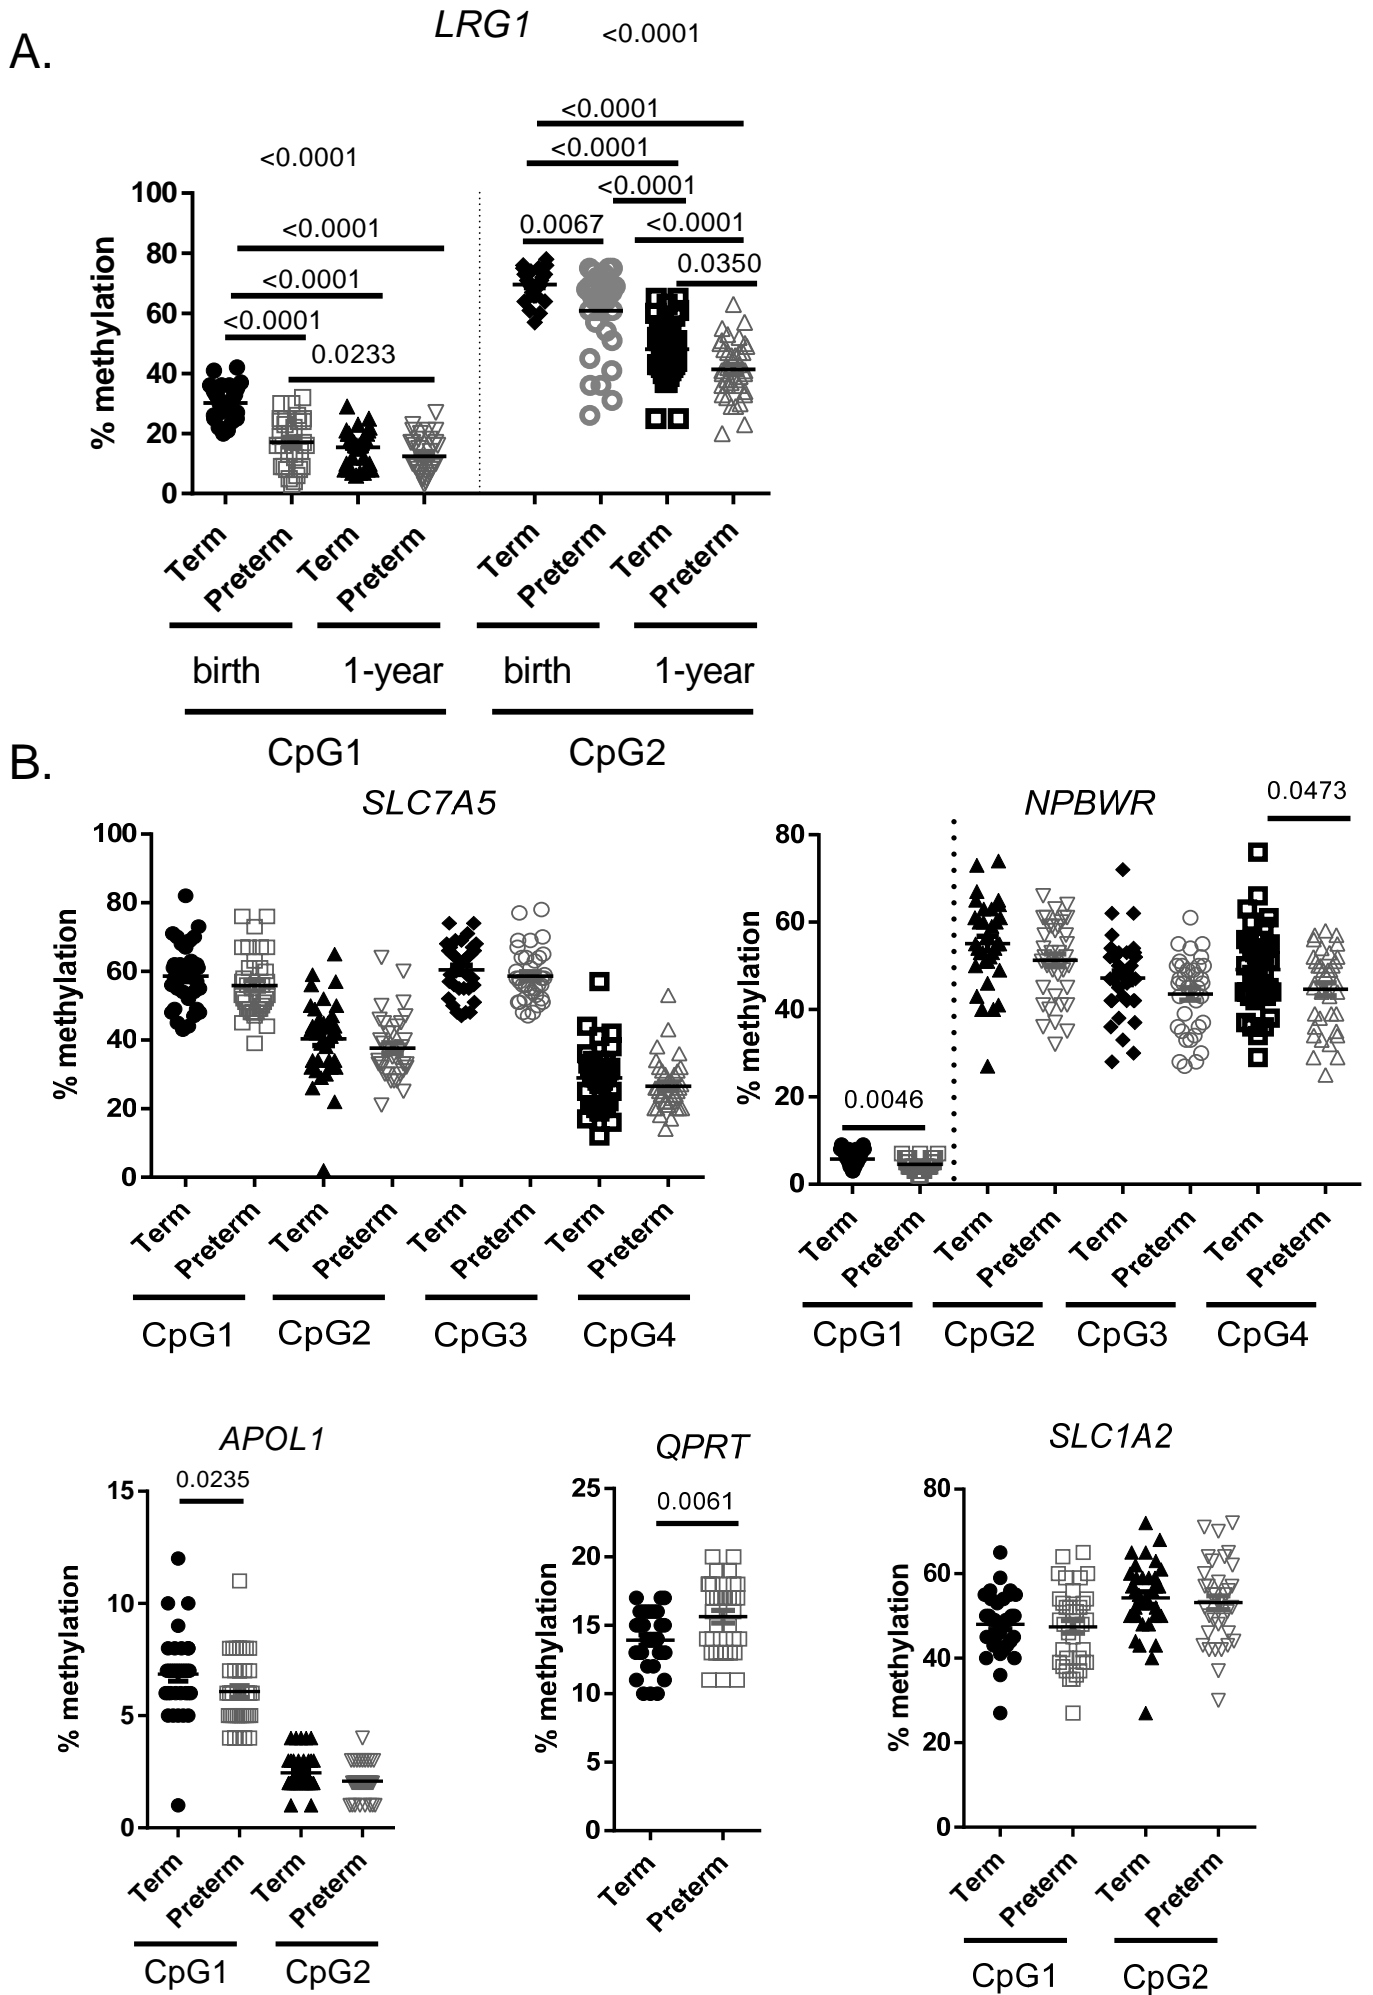 A.
LRG1
<0.0001
<0.0001
<0.0001
<0.0001
<0.0001
100
<0.0001
0.0067
<0.0001
<0.0001
80
0.0350
<0.0001
60
<0.0001
0.0233
40
20
0
% methylation
Term
Preterm
Term
Preterm
Term
Preterm
Term
Preterm
birth
1-year
birth
1-year
CpG1
CpG2
B.
SLC7A5
100
80
60
40
20
0
% methylation
Term
Preterm
Term
Preterm
Term
Preterm
Term
Preterm
CpG1
CpG2
CpG3
CpG4
NPBWR
0.0473
80
60
40
20
0
% methylation
0.0046
Term
Preterm
Term
Preterm
Term
Preterm
Term
Preterm
CpG1
CpG2
CpG3
CpG4
APOL1
0.0235
15
10
5
0
% methylation
Term
Preterm
Term
Preterm
CpG1
CpG2
QPRT
25
0.0061
20
15
10
5
0
% methylation
Term
Preterm
SLC1A2
80
60
40
20
0
% methylation
Term
Preterm
Term
Preterm
CpG1
CpG2